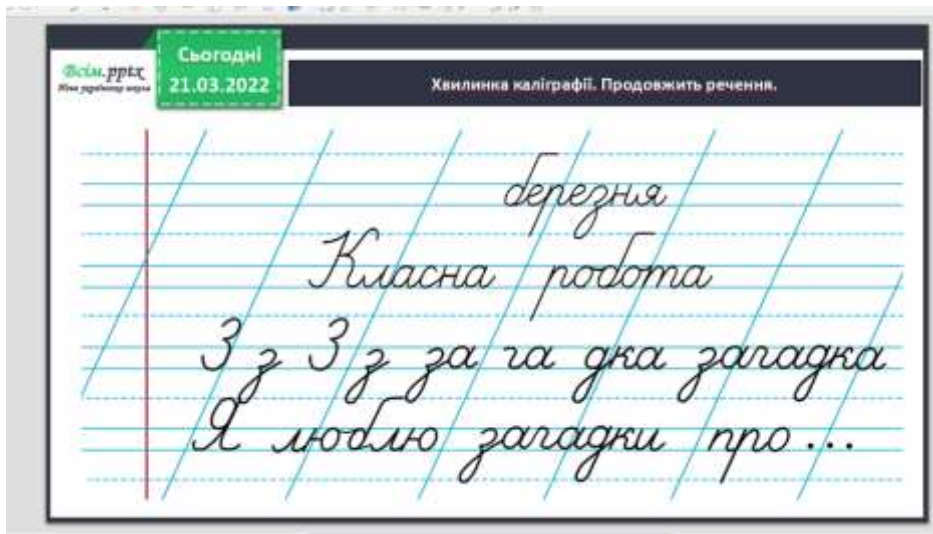 Всім.pptx
Нова українська школа
Сьогодні
21.03.2022
Хвилинка каліграфії. Продовжить речення.
березня
Класна робота
З з З з за га дка загадка
Я люблю загадки про ...